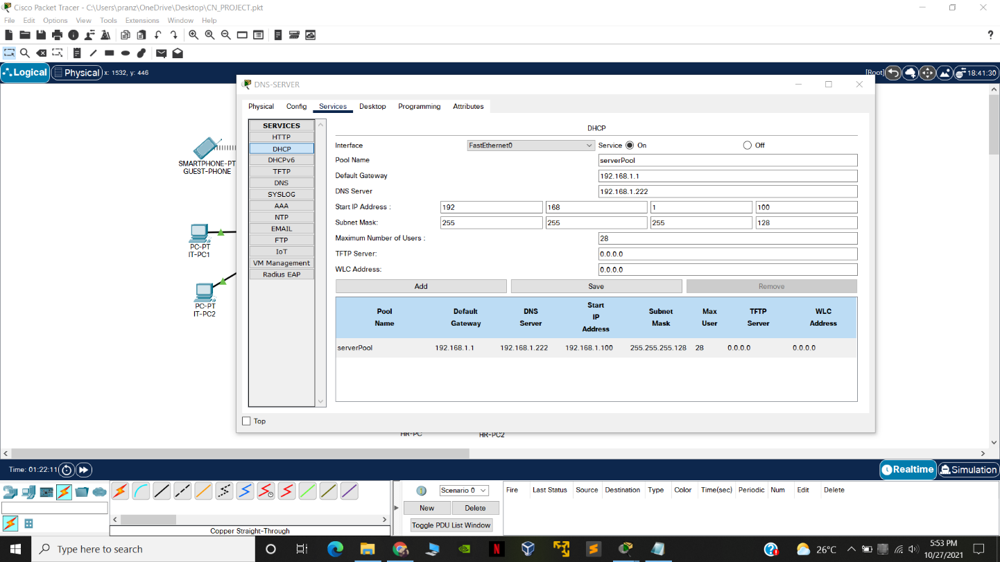 Cisco Packet Tracer - C:\Users\pranz\OneDrive\Desktop\CN_PROJECT.pkt
File Edit Options View Tools Extensions Window Help
Logical Physical x: 1532, y: 446 [Root] 18:41:30
DNS-SERVER
Physical Config Services Desktop Programming Attributes
SERVICES
HTTP
DHCP
DHCPv6
TFTP
DNS
SYSLOG
AAA
NTP
EMAIL
FTP
IoT
VM Management
Radius EAP
DHCP
Interface FastEthernet0 Service On Off
Pool Name serverPool
Default Gateway 192.168.1.1
DNS Server 192.168.1.222
Start IP Address : 192 168 1 100
Subnet Mask: 255 255 255 128
Maximum Number of Users : 28
TFTP Server: 0.0.0.0
WLC Address: 0.0.0.0
Add Save Remove
Pool Name Default Gateway DNS Server Start IP Address Subnet Mask Max User TFTP Server WLC Address
serverPool 192.168.1.1 192.168.1.222 192.168.1.100 255.255.255.128 28 0.0.0.0 0.0.0.0
Top
SMARTPHONE-PT
GUEST-PHONE
PC-PT
IT-PC1
PC-PT
IT-PC2
HR-PC HR-PC2
Time: 01:22:11 Realtime Simulation
Scenario 0 Fire Last Status Source Destination Type Color Time(sec) Periodic Num Edit Delete
New Delete
Toggle PDU List Window
Copper Straight-Through
Type here to search
26°C
5:53 PM
10/27/2021